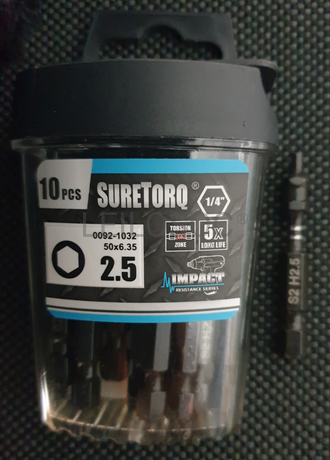 10 PCS
SURETORQ®
1/4"
0092-1032
50x6.35
2.5
TORSION
ZONE
5x
LONG LIFE
IMPACT
RESISTANCE SERIES
S2 H2.5